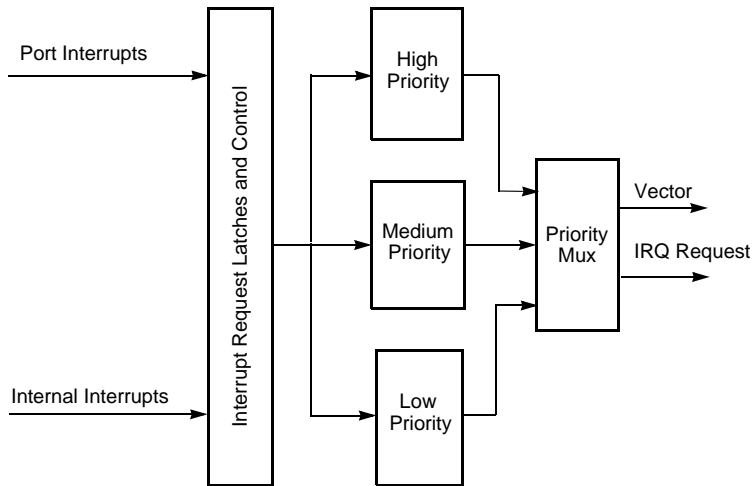 Port Interrupts
Internal Interrupts
Interrupt Request Latches and Control
High
Priority
Medium
Priority
Low
Priority
Priority
Mux
Vector
IRQ Request